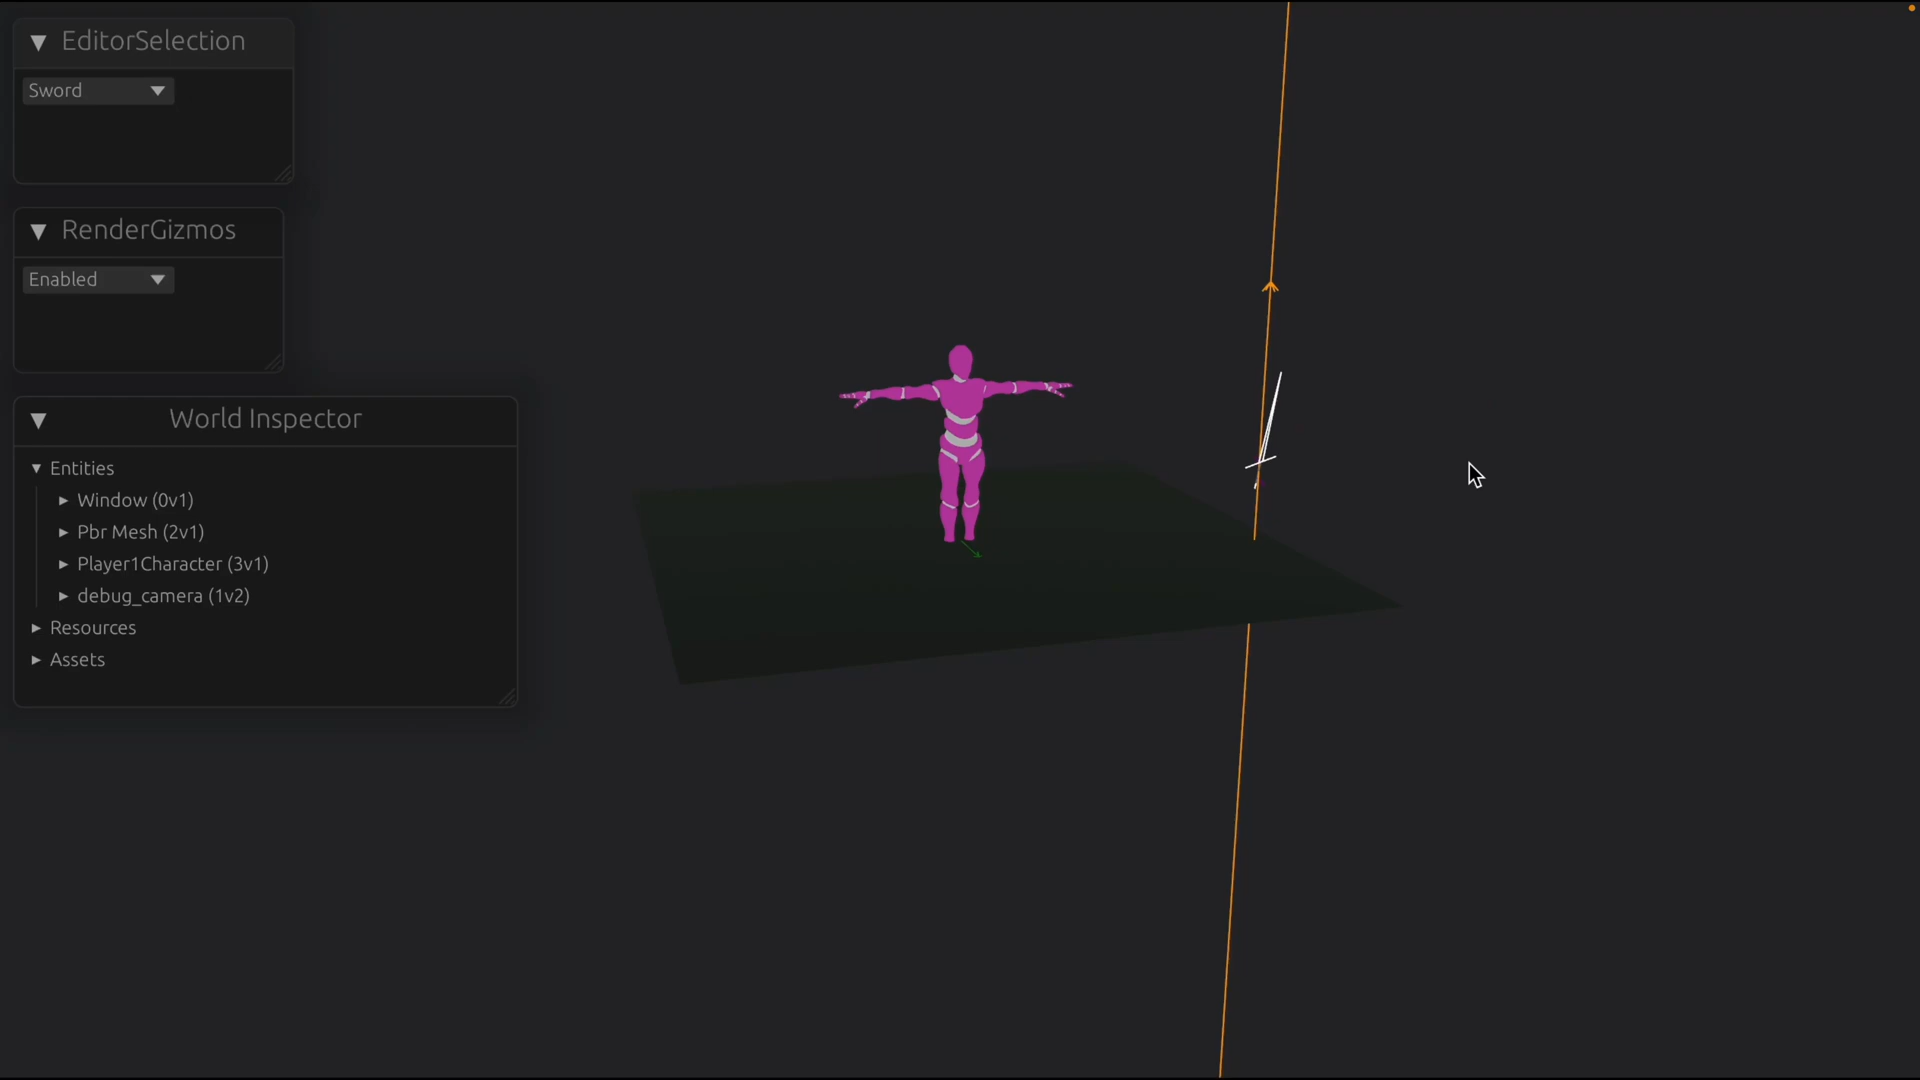 EditorSelection
Sword
RenderGizmos
Enabled
World Inspector
Entities
Window (0v1)
Pbr Mesh (2v1)
Player1Character (3v1)
debug_camera (1v2)
Resources
Assets